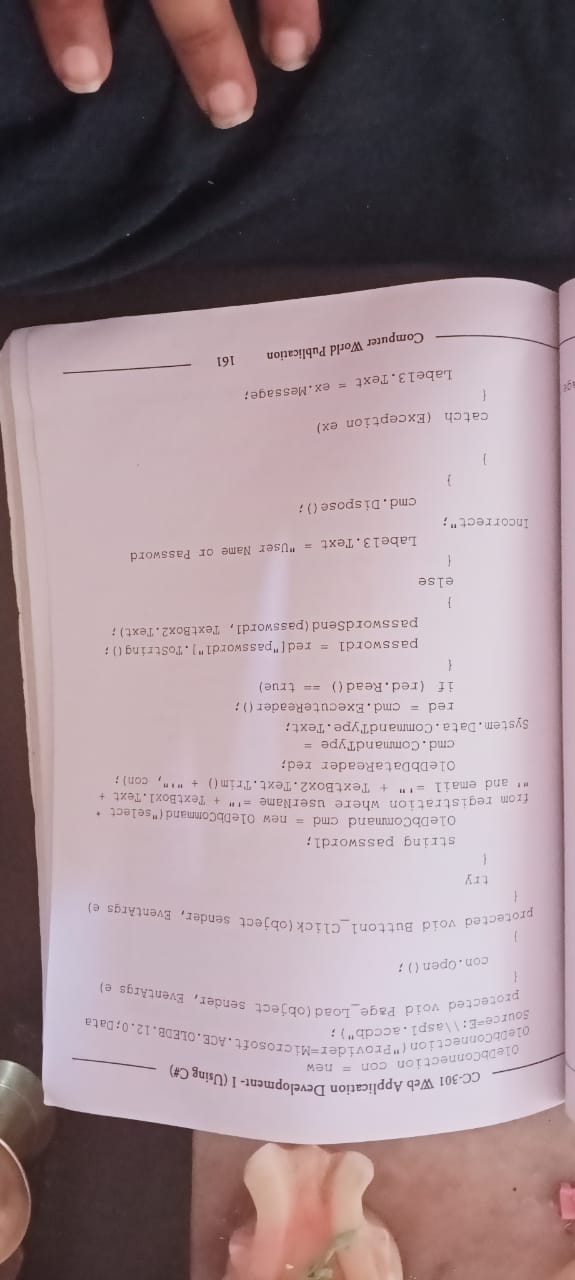 CC-301 Web Application Development- I (Using C#)
OleDbConnection con = new
OleDbConnection("Provider=Microsoft.ACE.OLEDB.12.0;Data
Source=E:\\asp1.accdb");
protected void Page_Load(object sender, EventArgs e)
{
con.Open();
}
protected void Button1_Click(object sender, EventArgs e)
{
try
{
string password1;
OleDbCommand cmd = new OleDbCommand("select *
from registration where userName ='" + TextBox1.Text +
"' and email ='" + TextBox2.Text.Trim() + "'", con);
OleDbDataReader red;
cmd.CommandType =
System.Data.CommandType.Text;
red = cmd.ExecuteReader();
if (red.Read() == true)
{
password1 = red["password1"].ToString();
passwordSend(password1, TextBox2.Text);
}
else
{
Label3.Text = "User Name or Password
Incorrect";
cmd.Dispose();
}
}
catch (Exception ex)
{
Label3.Text = ex.Message;
Computer World Publication 161